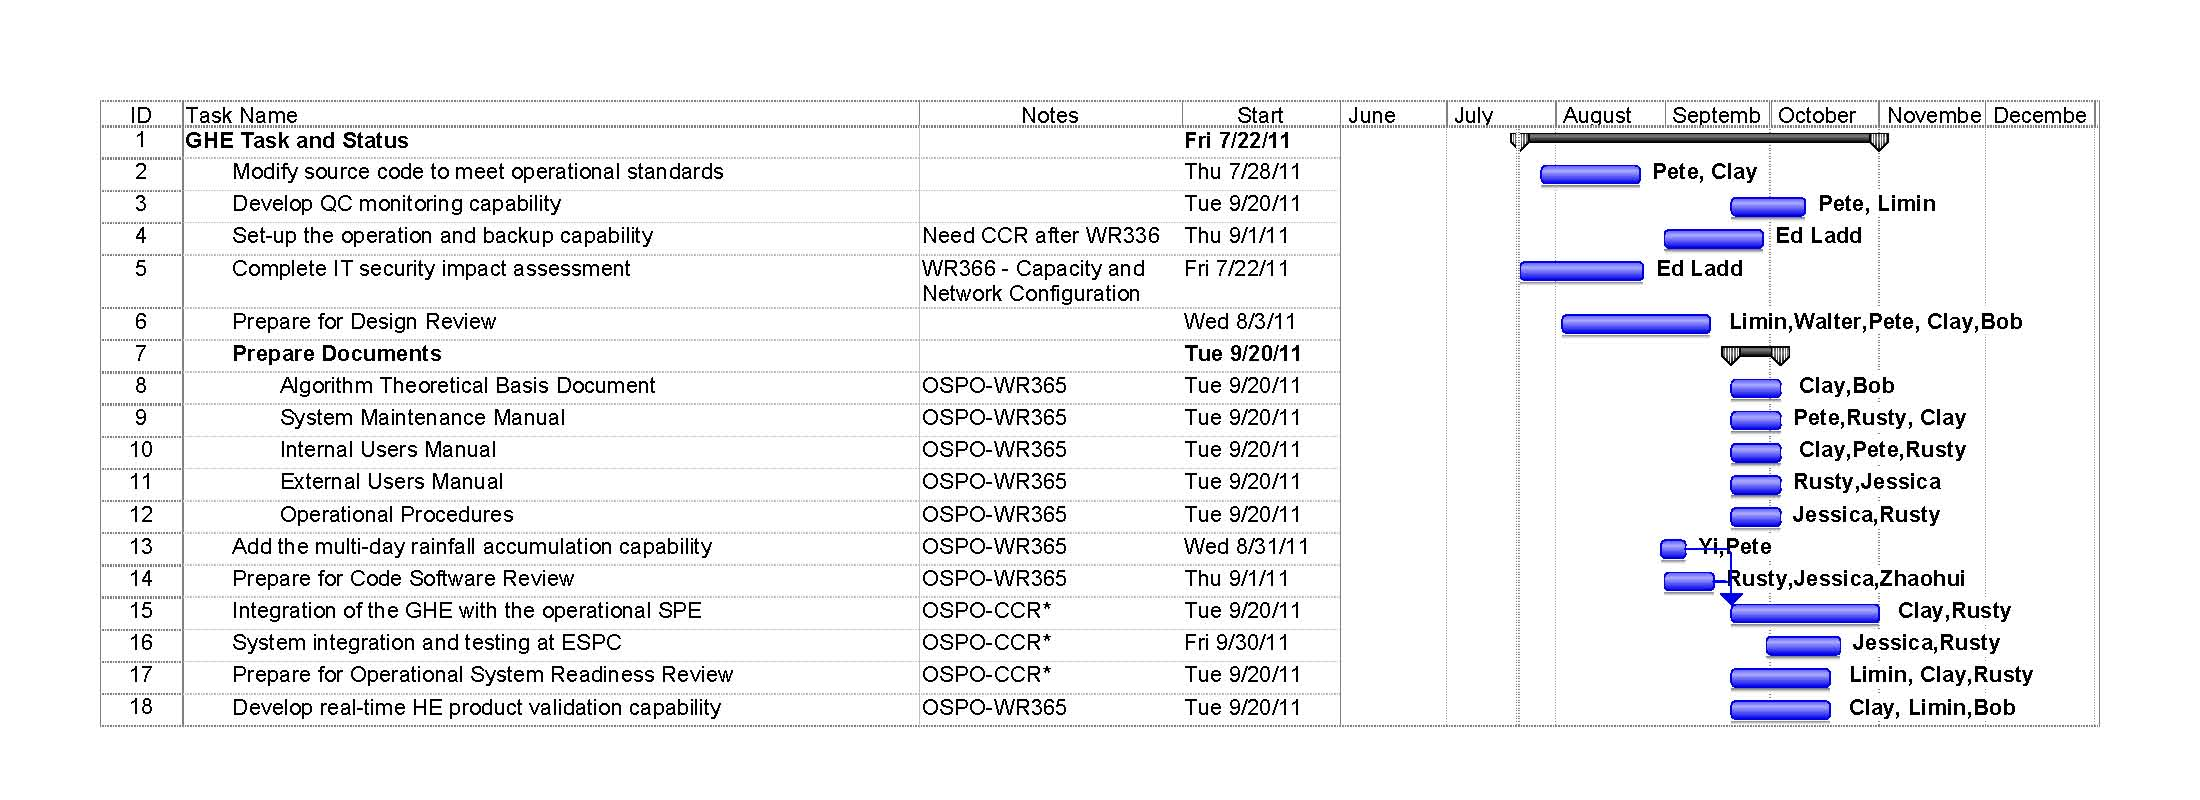 ID Task Name Notes Start June July August Septemb October Novembe Decembe
1 GHE Task and Status Fri 7/22/11
2 Modify source code to meet operational standards Thu 7/28/11 Pete, Clay
3 Develop QC monitoring capability Tue 9/20/11 Pete, Limin
4 Set-up the operation and backup capability Need CCR after WR336 Thu 9/1/11 Ed Ladd
5 Complete IT security impact assessment WR366 - Capacity and Fri 7/22/11 Ed Ladd
Network Configuration
6 Prepare for Design Review Wed 8/3/11 Limin,Walter,Pete, Clay,Bob
7 Prepare Documents Tue 9/20/11
8 Algorithm Theoretical Basis Document OSPO-WR365 Tue 9/20/11 Clay,Bob
9 System Maintenance Manual OSPO-WR365 Tue 9/20/11 Pete,Rusty, Clay
10 Internal Users Manual OSPO-WR365 Tue 9/20/11 Clay,Pete,Rusty
11 External Users Manual OSPO-WR365 Tue 9/20/11 Rusty,Jessica
12 Operational Procedures OSPO-WR365 Tue 9/20/11 Jessica,Rusty
13 Add the multi-day rainfall accumulation capability OSPO-WR365 Wed 8/31/11 Yi,Pete
14 Prepare for Code Software Review OSPO-WR365 Thu 9/1/11 Rusty,Jessica,Zhaohui
15 Integration of the GHE with the operational SPE OSPO-CCR* Tue 9/20/11 Clay,Rusty
16 System integration and testing at ESPC OSPO-CCR* Fri 9/30/11 Jessica,Rusty
17 Prepare for Operational System Readiness Review OSPO-CCR* Tue 9/20/11 Limin, Clay,Rusty
18 Develop real-time HE product validation capability OSPO-WR365 Tue 9/20/11 Clay, Limin,Bob